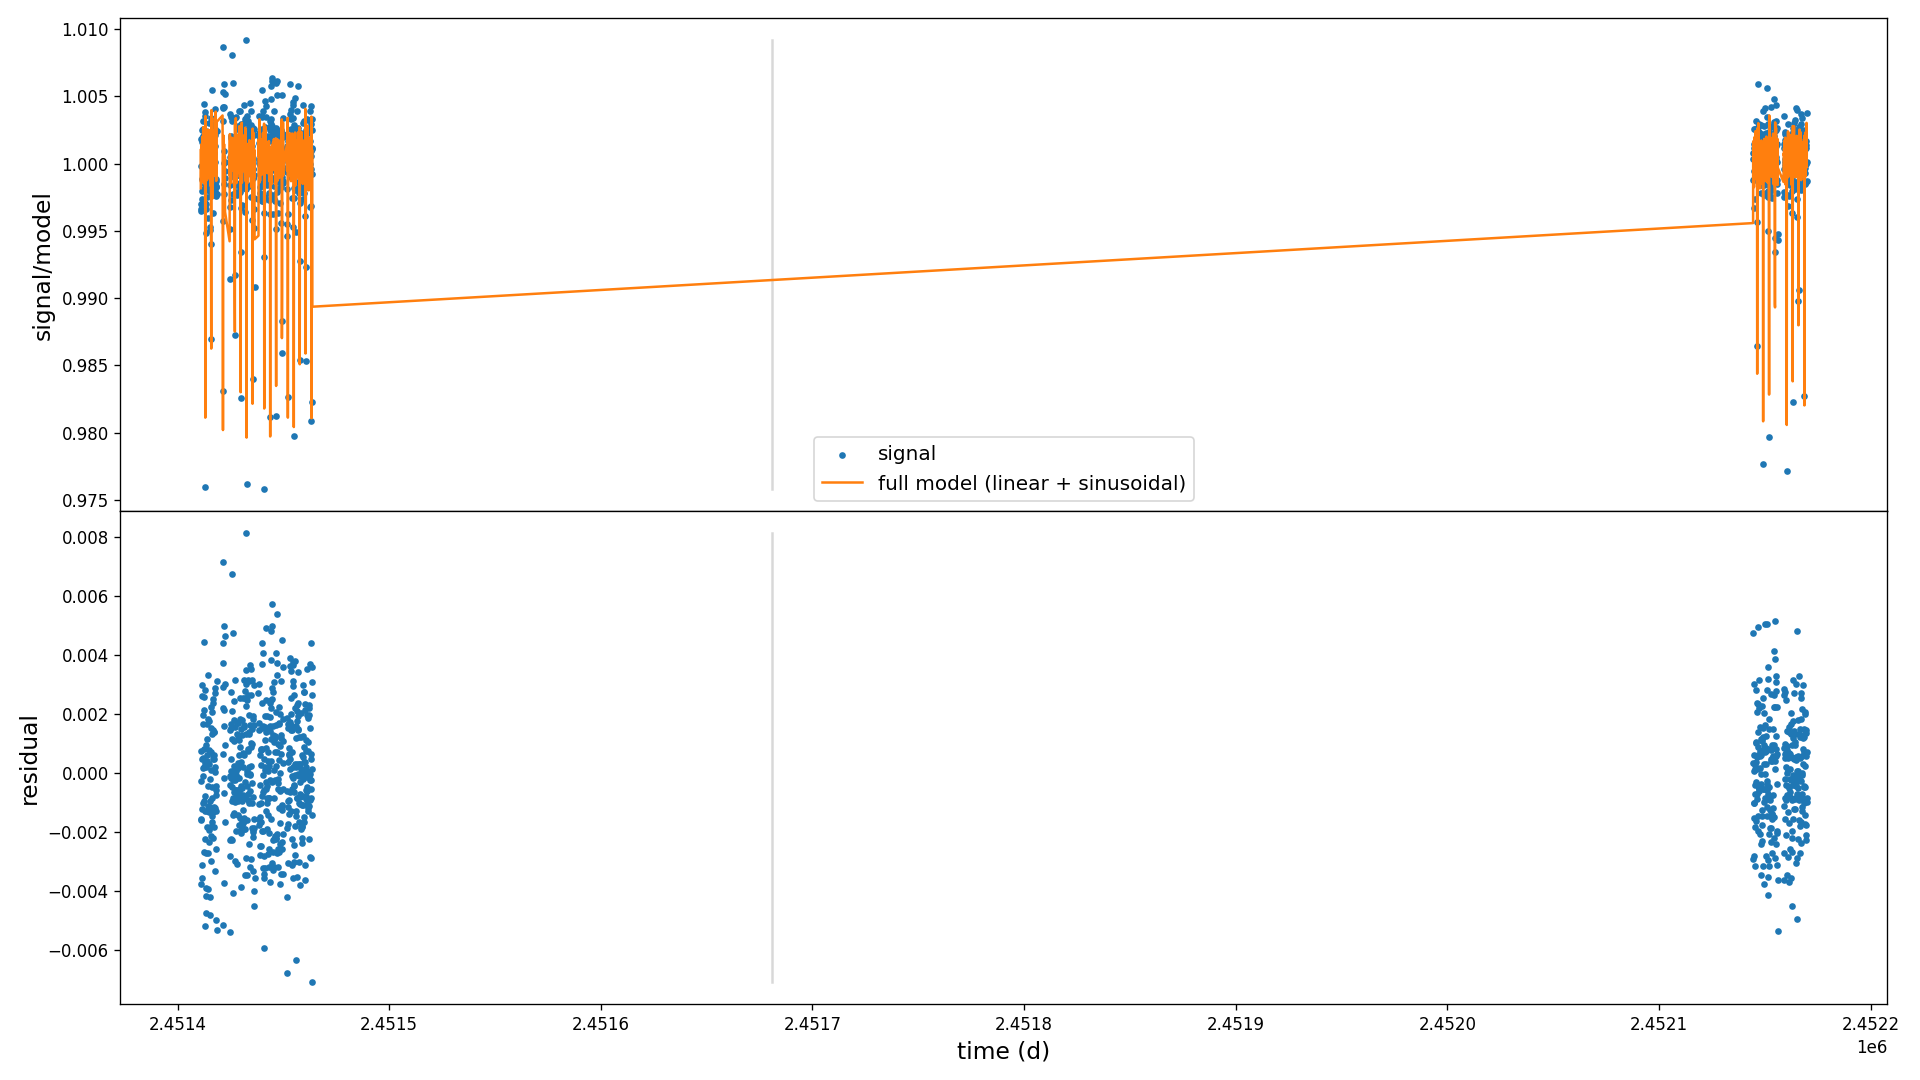 1.010
1.005
1.000
0.995
0.990
0.985
0.980
0.975
signal/model
signal
full model (linear + sinusoidal)
0.008
0.006
0.004
0.002
0.000
−0.002
−0.004
−0.006
residual
2.4514 2.4515 2.4516 2.4517 2.4518 2.4519 2.4520 2.4521 2.4522
1e6
time (d)